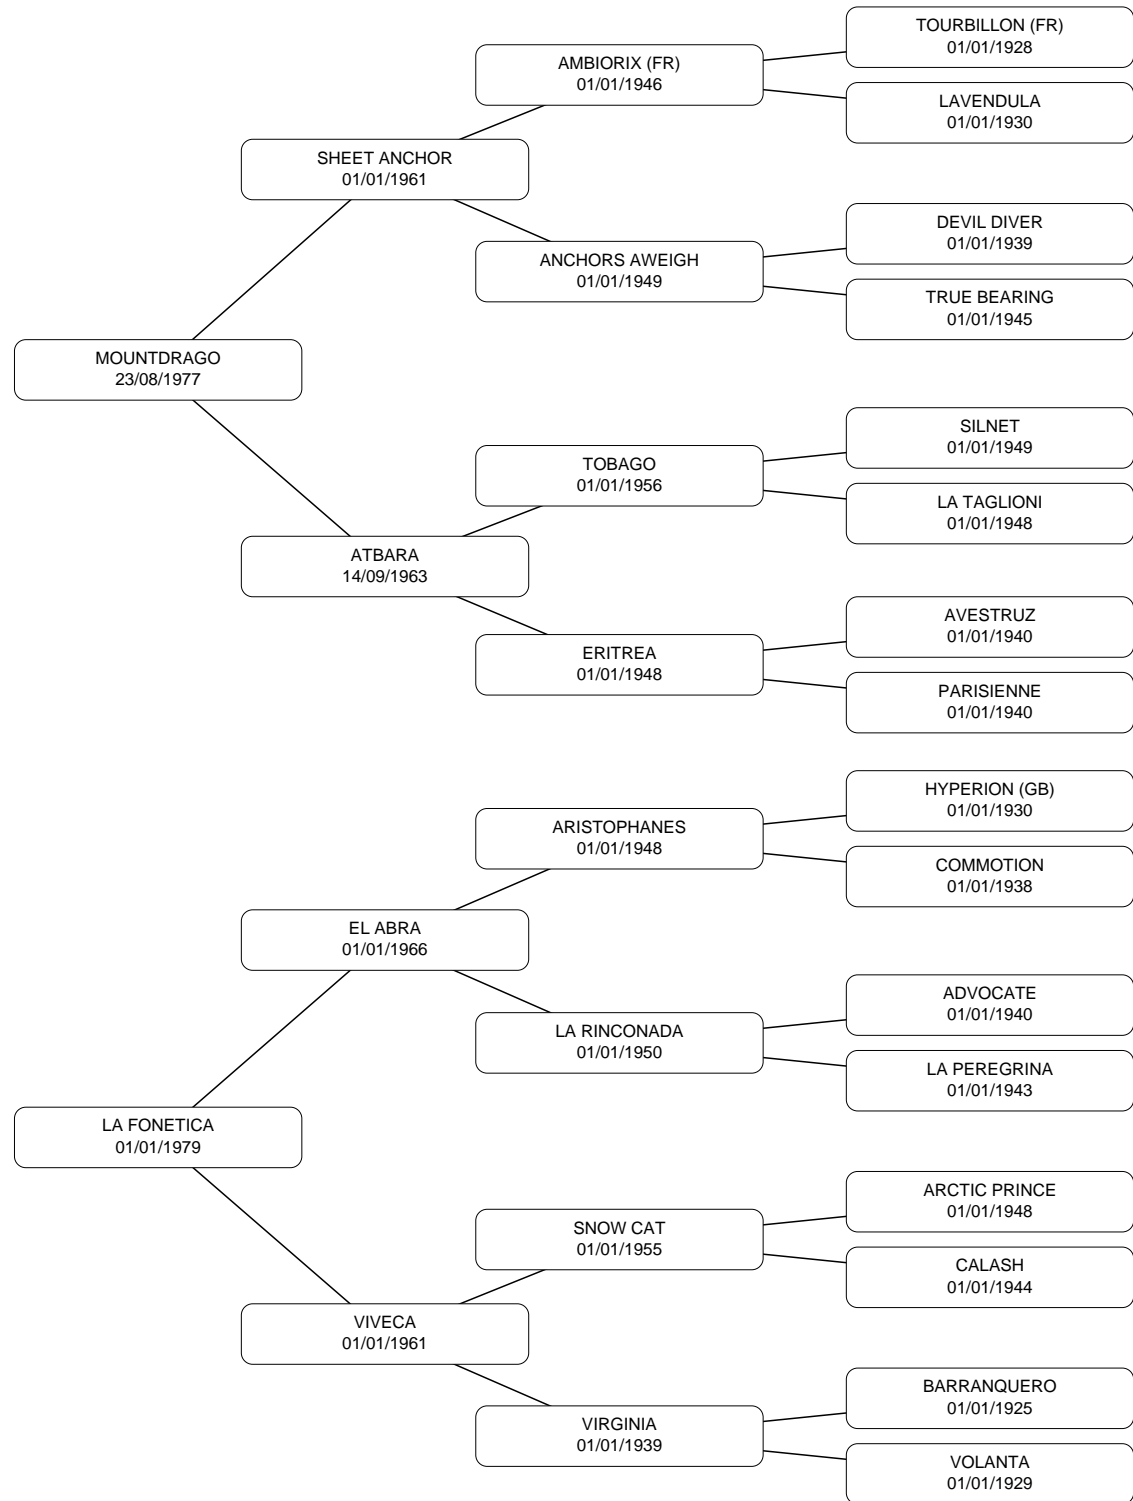 TOURBILLON (FR)
01/01/1928
AMBIORIX (FR)
01/01/1946
LAVENDULA
01/01/1930
SHEET ANCHOR
01/01/1961
DEVIL DIVER
01/01/1939
ANCHORS AWEIGH
01/01/1949
TRUE BEARING
01/01/1945
MOUNTDRAGO
23/08/1977
SILNET
01/01/1949
TOBAGO
01/01/1956
LA TAGLIONI
01/01/1948
ATBARA
14/09/1963
AVESTRUZ
01/01/1940
ERITREA
01/01/1948
PARISIENNE
01/01/1940
HYPERION (GB)
01/01/1930
ARISTOPHANES
01/01/1948
COMMOTION
01/01/1938
EL ABRA
01/01/1966
ADVOCATE
01/01/1940
LA RINCONADA
01/01/1950
LA PEREGRINA
01/01/1943
LA FONETICA
01/01/1979
ARCTIC PRINCE
01/01/1948
SNOW CAT
01/01/1955
CALASH
01/01/1944
VIVECA
01/01/1961
BARRANQUERO
01/01/1925
VIRGINIA
01/01/1939
VOLANTA
01/01/1929